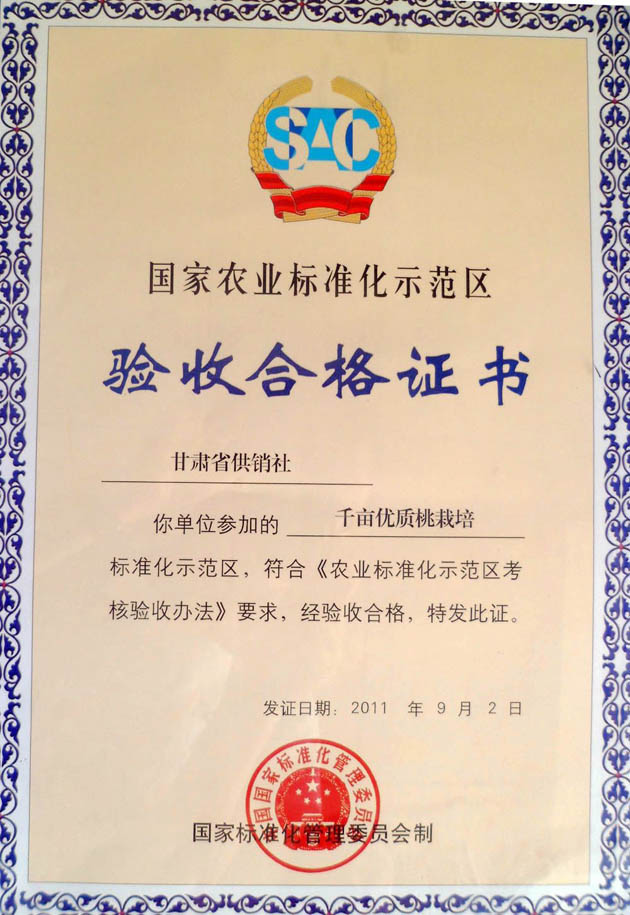 SAC
国家农业标准化示范区
验收合格证书
甘肃省供销社
你单位参加的 千亩优质桃栽培
标准化示范区，符合《农业标准化示范区考
核验收办法》要求，经验收合格，特发此证。
发证日期：2011 年 9 月 2 日
中国国家标准化管理委员会
国家标准化管理委员会制